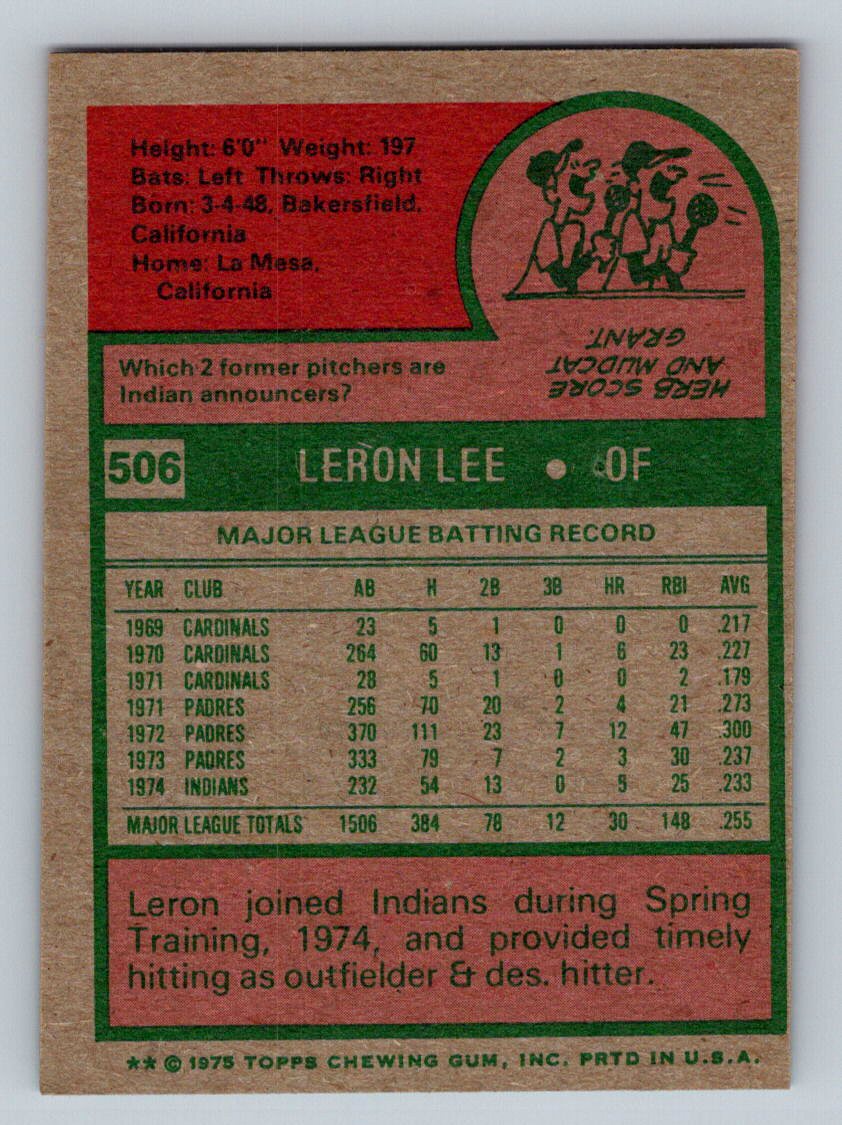 Height: 6'0" Weight: 197
Bats: Left Throws: Right
Born: 3-4-48, Bakersfield,
California
Home: La Mesa,
California
Which 2 former pitchers are
Indian announcers?
HERB SCORE
AND MUDCAT
GRANT.
506 LERON LEE • OF
MAJOR LEAGUE BATTING RECORD
YEAR CLUB AB H 2B 3B HR RBI AVG
1969 CARDINALS 23 5 1 0 0 0 .217
1970 CARDINALS 264 60 13 1 6 23 .227
1971 CARDINALS 28 5 1 0 0 2 .179
1971 PADRES 256 70 20 2 4 21 .273
1972 PADRES 370 111 23 7 12 47 .300
1973 PADRES 333 79 7 2 3 30 .237
1974 INDIANS 232 54 13 0 5 25 .233
MAJOR LEAGUE TOTALS 1506 384 78 12 30 148 .255
Leron joined Indians during Spring
Training, 1974, and provided timely
hitting as outfielder & des. hitter.
** © 1975 TOPPS CHEWING GUM, INC. PRTD IN U.S.A.